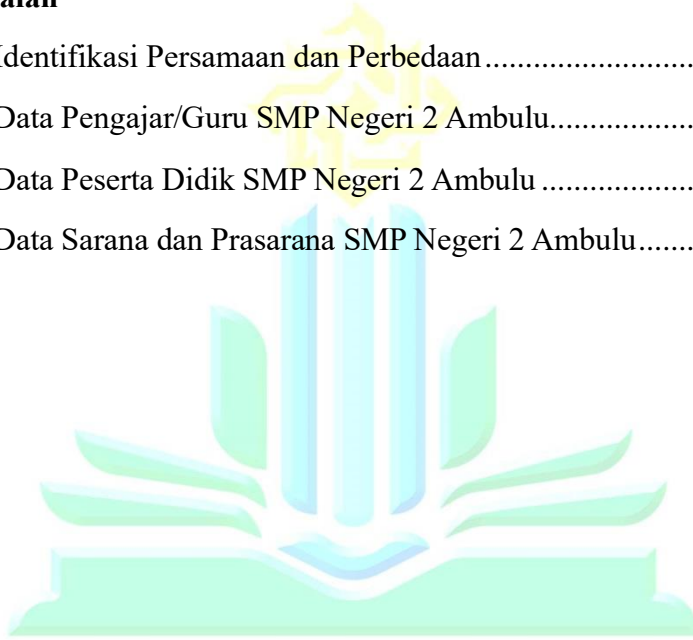 Identifikasi Persamaan dan Perbedaan.......................
Data Pengajar/Guru SMP Negeri 2 Ambulu.................
Data Peserta Didik SMP Negeri 2 Ambulu ..................
Data Sarana dan Prasarana SMP Negeri 2 Ambulu.......